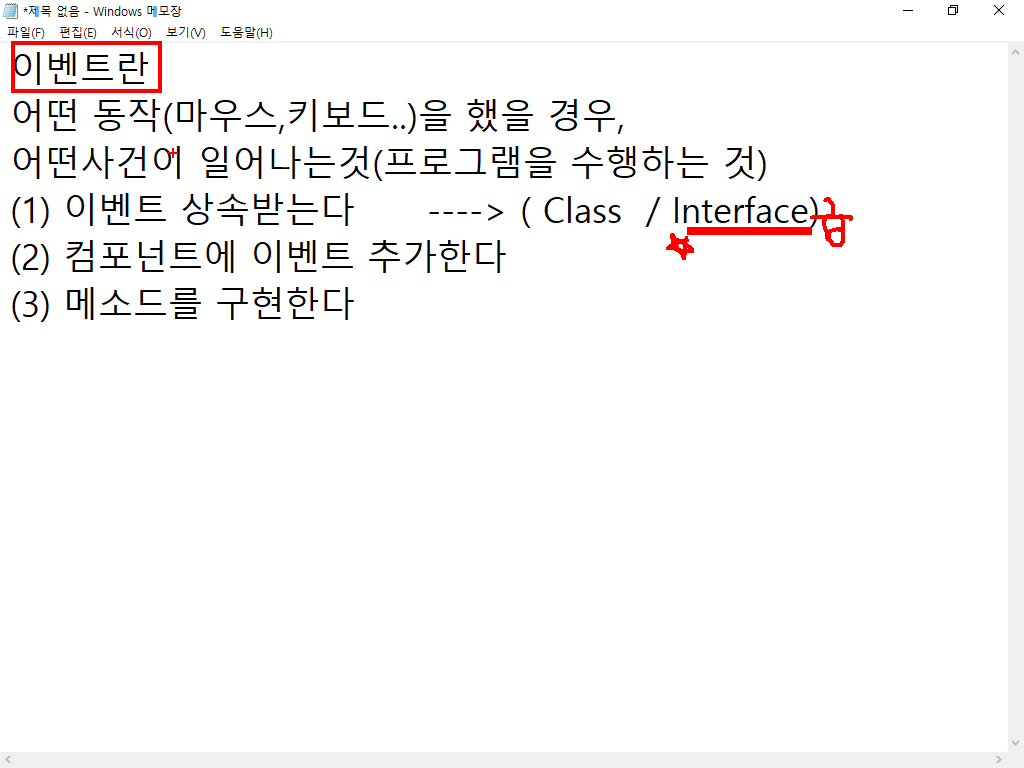 *제목 없음 - Windows 메모장
파일(F) 편집(E) 서식(O) 보기(V) 도움말(H)
이벤트란
어떤 동작(마우스,키보드..)을 했을 경우,
어떤사건이 일어나는것(프로그램을 수행하는 것)
(1) 이벤트 상속받는다 ----> ( Class / Interface)
(2) 컴포넌트에 이벤트 추가한다
(3) 메소드를 구현한다